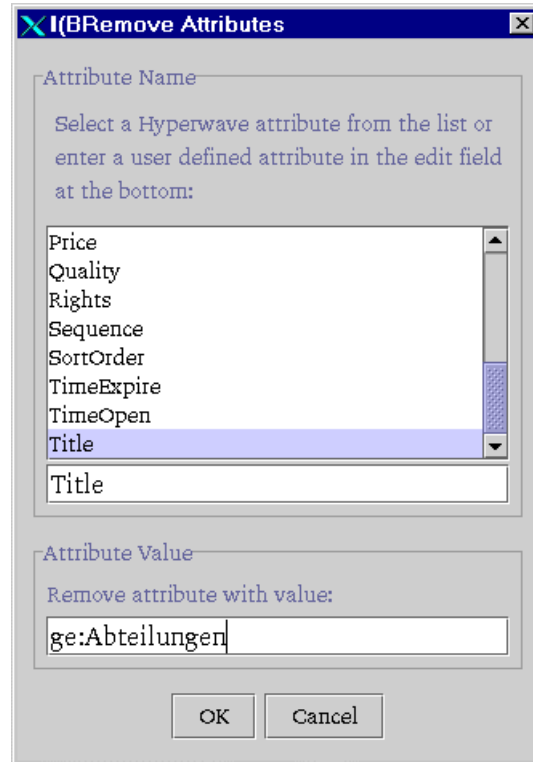 I(BRemove Attributes
Attribute Name
Select a Hyperwave attribute from the list or
enter a user defined attribute in the edit field
at the bottom:
Price
Quality
Rights
Sequence
SortOrder
TimeExpire
TimeOpen
Title
Title
Attribute Value
Remove attribute with value:
ge:Abteilungen
OK Cancel